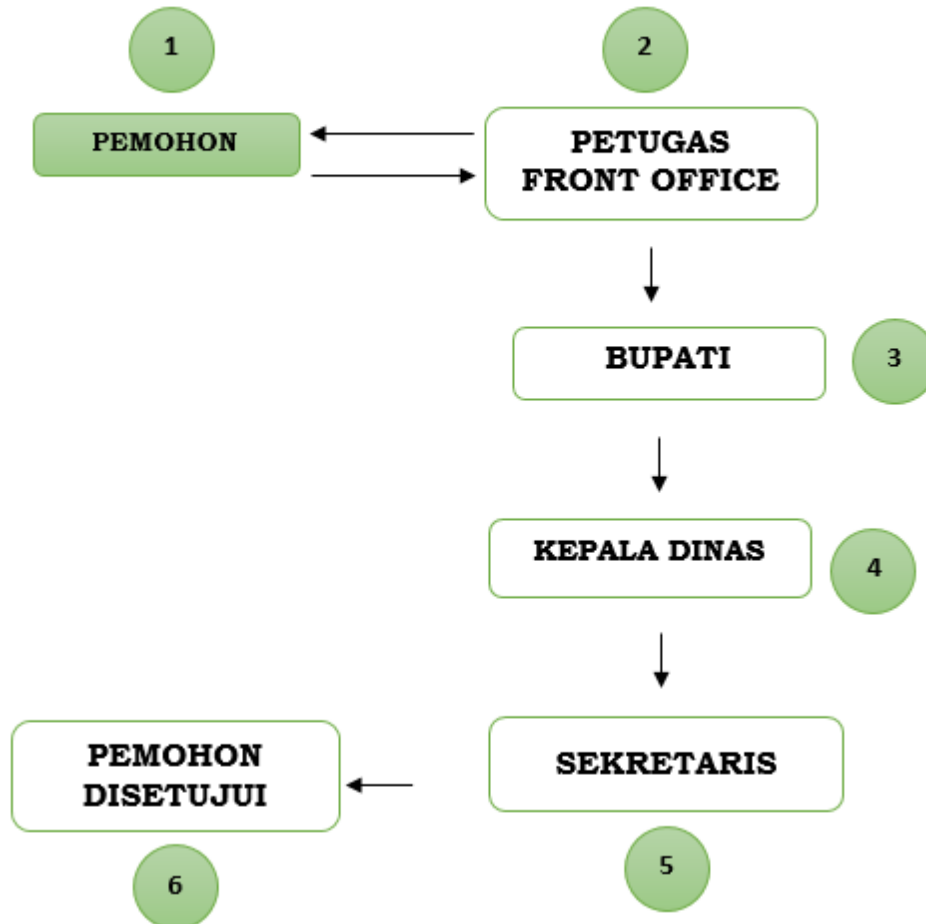 1
2
PEMOHON
PETUGAS
FRONT OFFICE
BUPATI
3
KEPALA DINAS
4
PEMOHON
DISETUJUI
SEKRETARIS
5
6